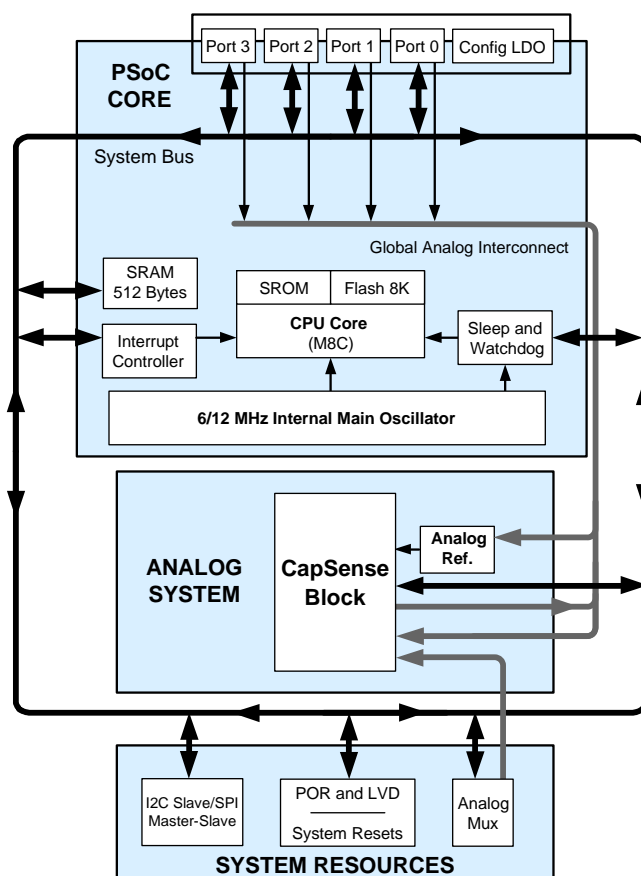 Port 3 Port 2 Port 1 Port 0 Config LDO
PSoC
CORE
System Bus
Global Analog Interconnect
SRAM
512 Bytes
SROM Flash 8K
CPU Core
(M8C)
Interrupt
Controller
Sleep and
Watchdog
6/12 MHz Internal Main Oscillator
ANALOG
SYSTEM
CapSense
Block
Analog
Ref.
I2C Slave/SPI
Master-Slave
POR and LVD
System Resets
Analog
Mux
SYSTEM RESOURCES